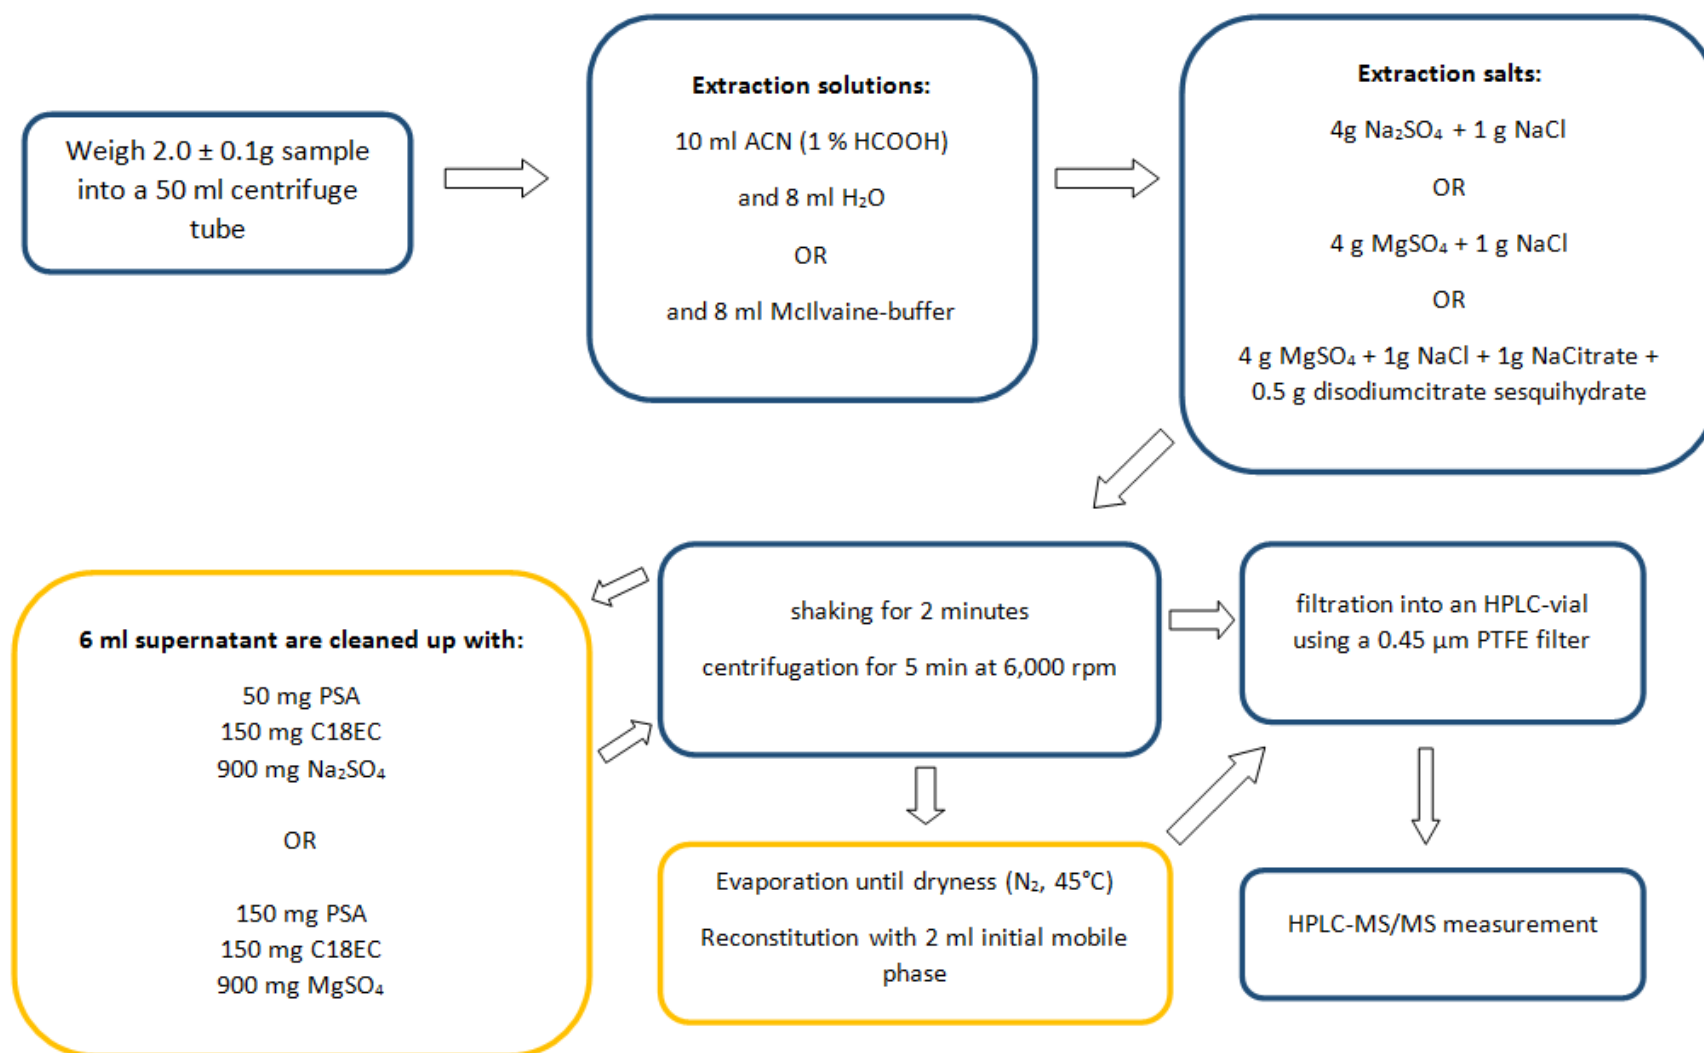 Weigh 2.0 ± 0.1g sample
into a 50 ml centrifuge
tube
Extraction solutions:
10 ml ACN (1 % HCOOH)
and 8 ml H₂O
OR
and 8 ml McIlvaine-buffer
Extraction salts:
4g Na₂SO₄ + 1 g NaCl
OR
4 g MgSO₄ + 1 g NaCl
OR
4 g MgSO₄ + 1g NaCl + 1g NaCitrate +
0.5 g disodiumcitrate sesquihydrate
shaking for 2 minutes
centrifugation for 5 min at 6,000 rpm
6 ml supernatant are cleaned up with:
50 mg PSA
150 mg C18EC
900 mg Na₂SO₄
OR
150 mg PSA
150 mg C18EC
900 mg MgSO₄
Evaporation until dryness (N₂, 45°C)
Reconstitution with 2 ml initial mobile
phase
filtration into an HPLC-vial
using a 0.45 µm PTFE filter
HPLC-MS/MS measurement